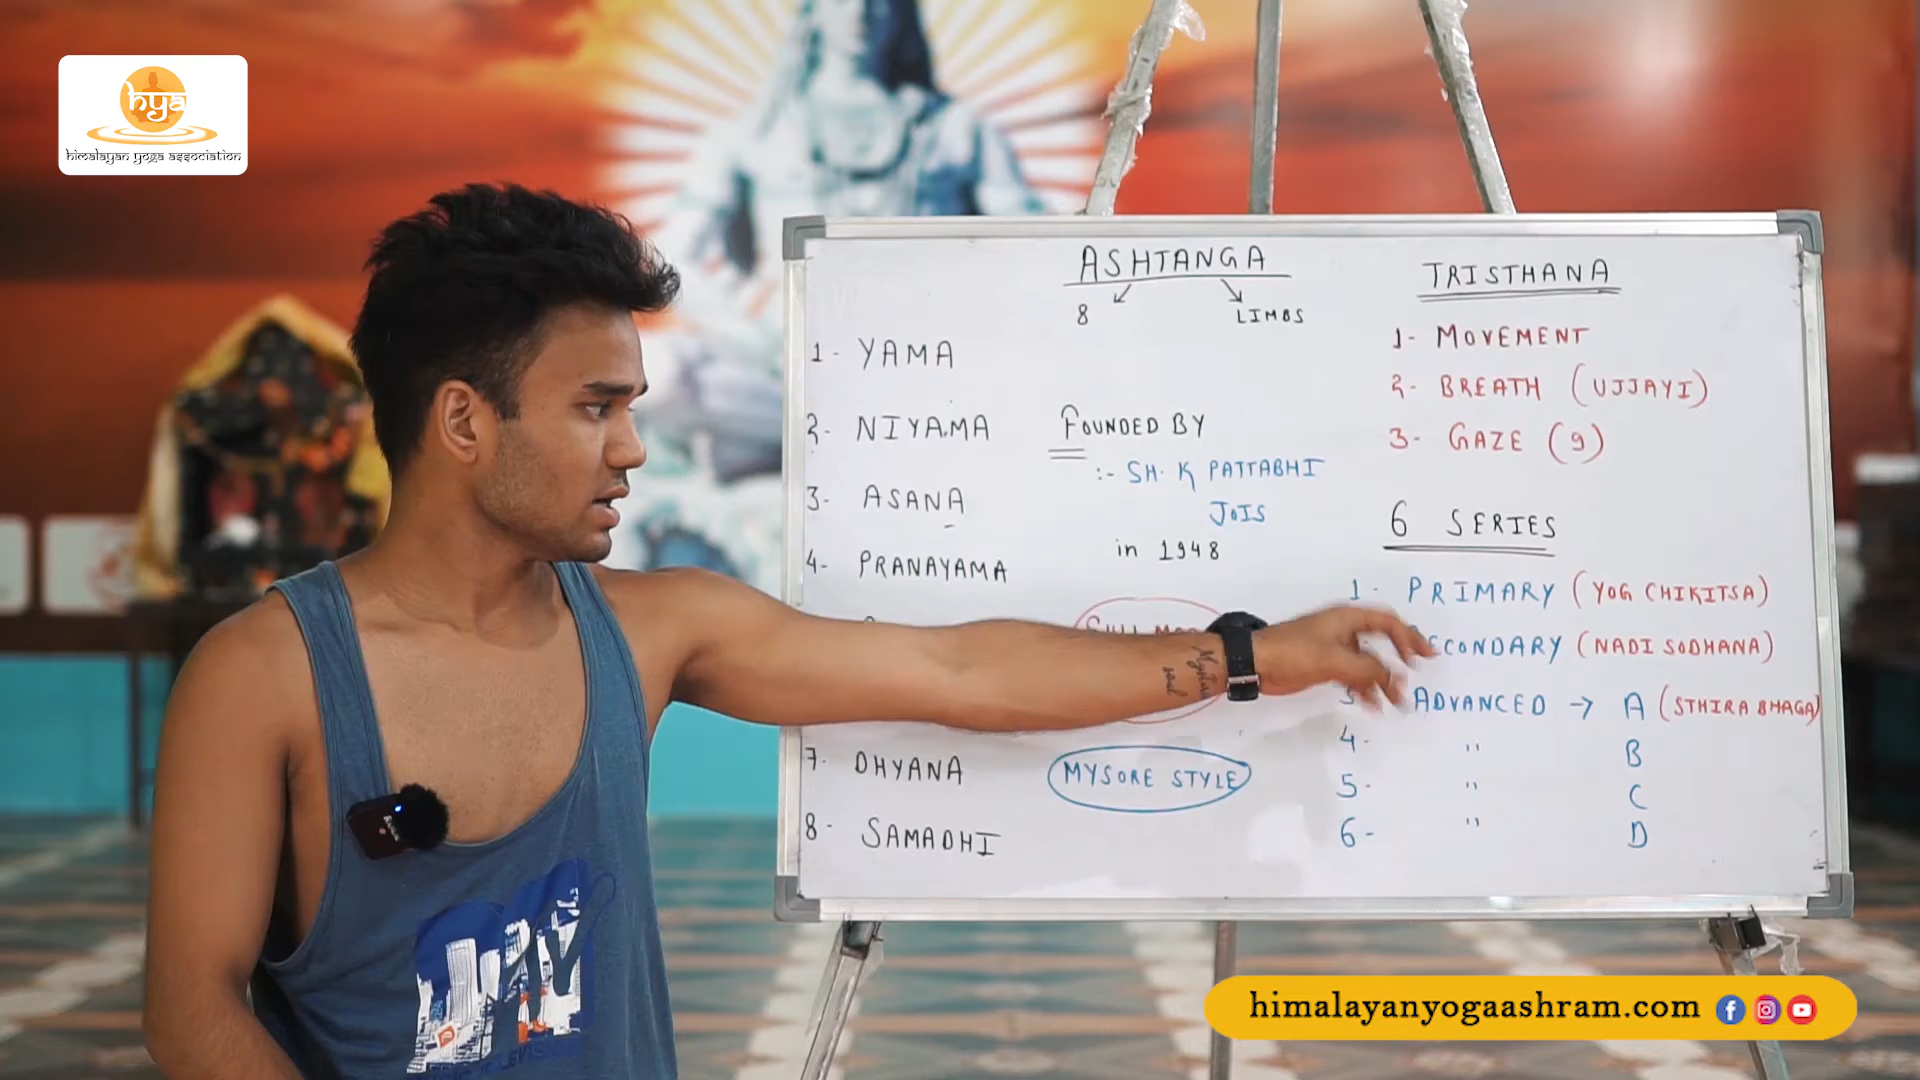 hya
himalayan yoga association
ASHTANGA
8
LIMBS
1- YAMA
2- NIYAMA
3- ASANA
4- PRANAYAMA
7- DHYANA
8- SAMADHI
FOUNDED BY
:- SH. K PATTABHI
JOIS
in 1948
MYSORE STYLE
TRISTHANA
1- MOVEMENT
2- BREATH (UJJAYI)
3- GAZE (9)
6 SERIES
1- PRIMARY (YOG CHIKITSA)
(NADI SODHANA)
3 ADVANCED → A (STHIRA BHAGA)
4- " B
5- " C
6- " D
himalayanyogaashram.com